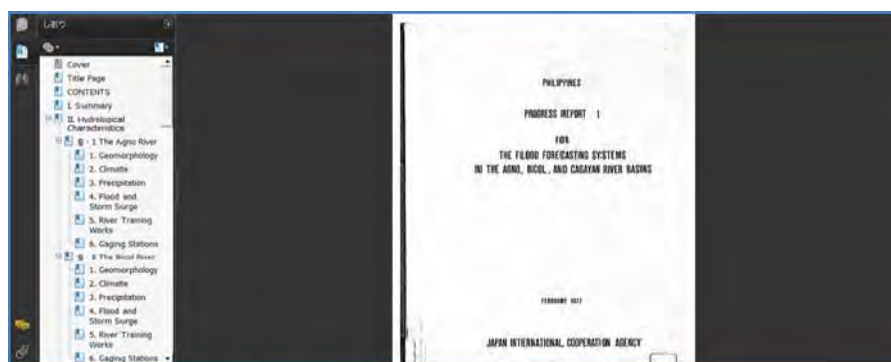 しおり
Cover
Title Page
CONTENTS
I. Summary
II. Hydrological
Characteristics
§ - 1 The Agno River
1. Geomorphology
2. Climate
3. Precipitation
4. Flood and
Storm Surge
5. River Training
Works
6. Gaging Stations
§ - II The Bicol River
1. Geomorphology
2. Climate
3. Precipitation
4. Flood and
Storm Surge
5. River Training
Works
6. Gaging Stations
PHILIPPINES
PROGRESS REPORT 1
FOR
THE FLOOD FORECASTING SYSTEMS
IN THE AGNO, BICOL, AND CAGAYAN RIVER BASINS
FEBRUARY 1977
JAPAN INTERNATIONAL COOPERATION AGENCY